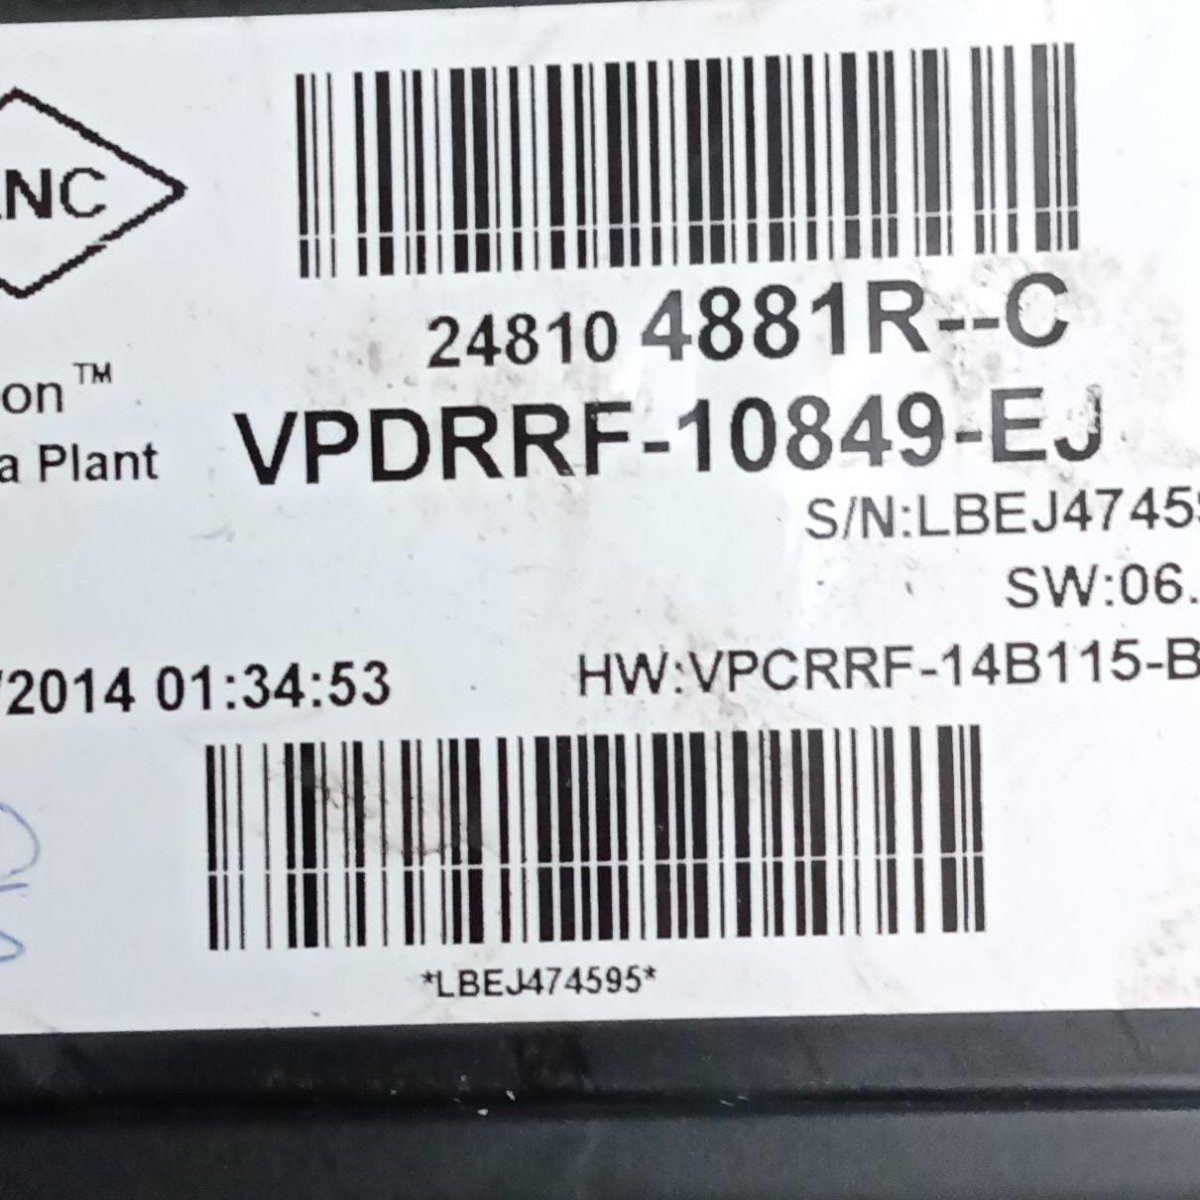 NC
24810 4881R--C
on™
VPDRRF-10849-EJ
a Plant
S/N:LBEJ4745
SW:06.
/2014 01:34:53
HW:VPCRRF-14B115-B
*LBEJ474595*